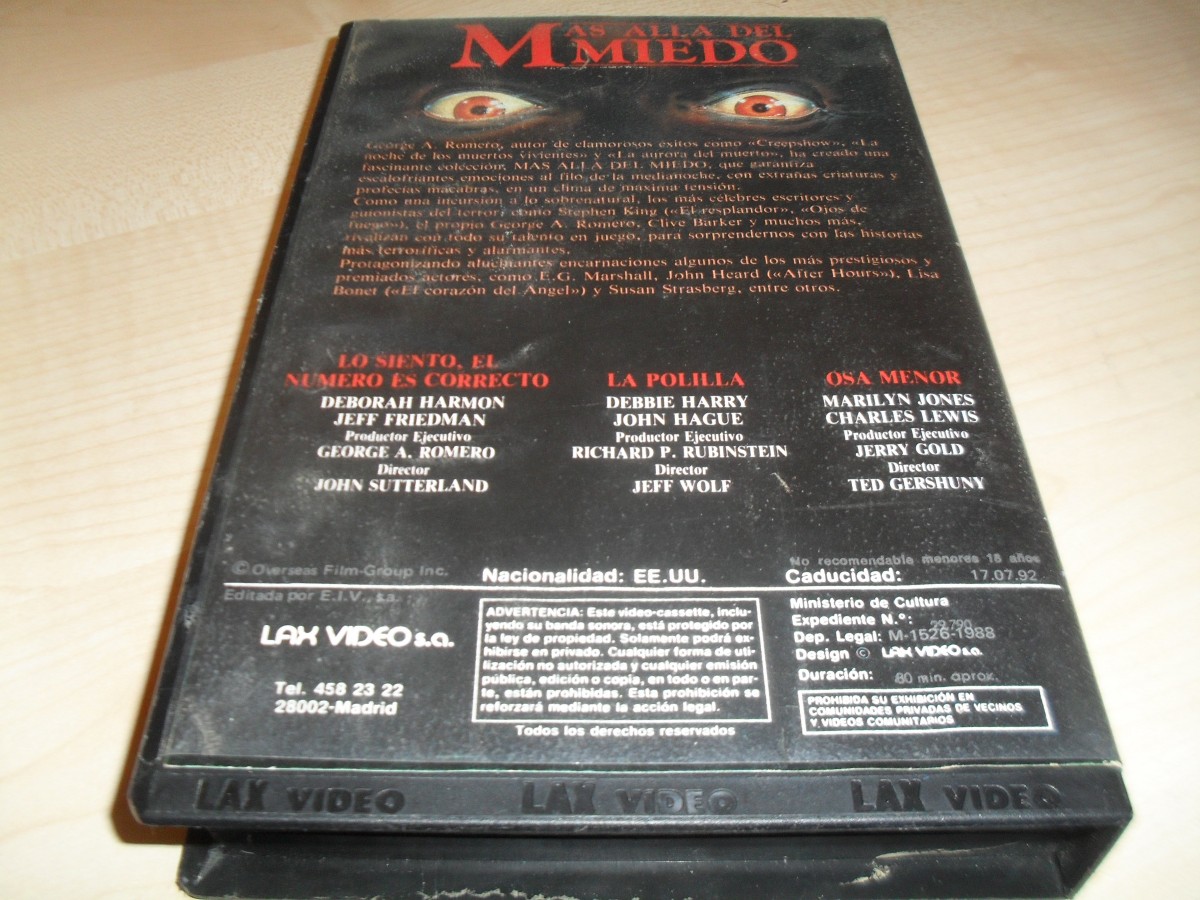 MAS ALLA DEL
MIEDO
George A. Romero, autor de clamorosos éxitos como «Creepshow», «La
noche de los muertos vivientes» y «La aurora del muerto», ha creado una
fascinante colección: MAS ALLA DEL MIEDO, que garantiza
escalofriantes emociones al filo de la medianoche, con extrañas criaturas y
profecías macabras, en un clima de máxima tensión.
Como una incursión a lo sobrenatural, los más célebres escritores y
guionistas del terror, como Stephen King («El resplandor», «Ojos de
fuego»), el propio George A. Romero, Clive Barker y muchos más,
rivalizan con todo su talento en juego, para sorprendernos con las historias
más terroríficas y alarmantes.
Protagonizando alucinantes encarnaciones algunos de los más prestigiosos y
premiados actores, como E.G. Marshall, John Heard («After Hours»), Lisa
Bonet («El corazón del Angel») y Susan Strasberg, entre otros.
LO SIENTO, EL
NUMERO ES CORRECTO
DEBORAH HARMON
JEFF FRIEDMAN
Productor Ejecutivo
GEORGE A. ROMERO
Director
JOHN SUTTERLAND
LA POLILLA
DEBBIE HARRY
JOHN HAGUE
Productor Ejecutivo
RICHARD P. RUBINSTEIN
Director
JEFF WOLF
OSA MENOR
MARILYN JONES
CHARLES LEWIS
Productor Ejecutivo
JERRY GOLD
Director
TED GERSHUNY
© Overseas Film-Group Inc.
Editada por E.I.V., s.a.
LAX VIDEO s.a.
Tel. 458 23 22
28002-Madrid
Nacionalidad: EE.UU.
ADVERTENCIA: Este video-cassette, inclu-
yendo su banda sonora, está protegido por
la ley de propiedad. Solamente podrá ex-
hibirse en privado. Cualquier forma de uti-
lización no autorizada y cualquier emisión
pública, edición o copia, en todo o en par-
te, están prohibidas. Esta prohibición se
reforzará mediante la acción legal.
Todos los derechos reservados
No recomendable menores 18 años
Caducidad: 17.07.92
Ministerio de Cultura
Expediente N.º: 29.790
Dep. Legal: M-1526-1988
Design © LAX VIDEO s.a.
Duración: 80 min. aprox.
PROHIBIDA SU EXHIBICIÓN EN
COMUNIDADES PRIVADAS DE VECINOS
Y VIDEOS COMUNITARIOS
LAX VIDEO LAX VIDEO LAX VIDEO